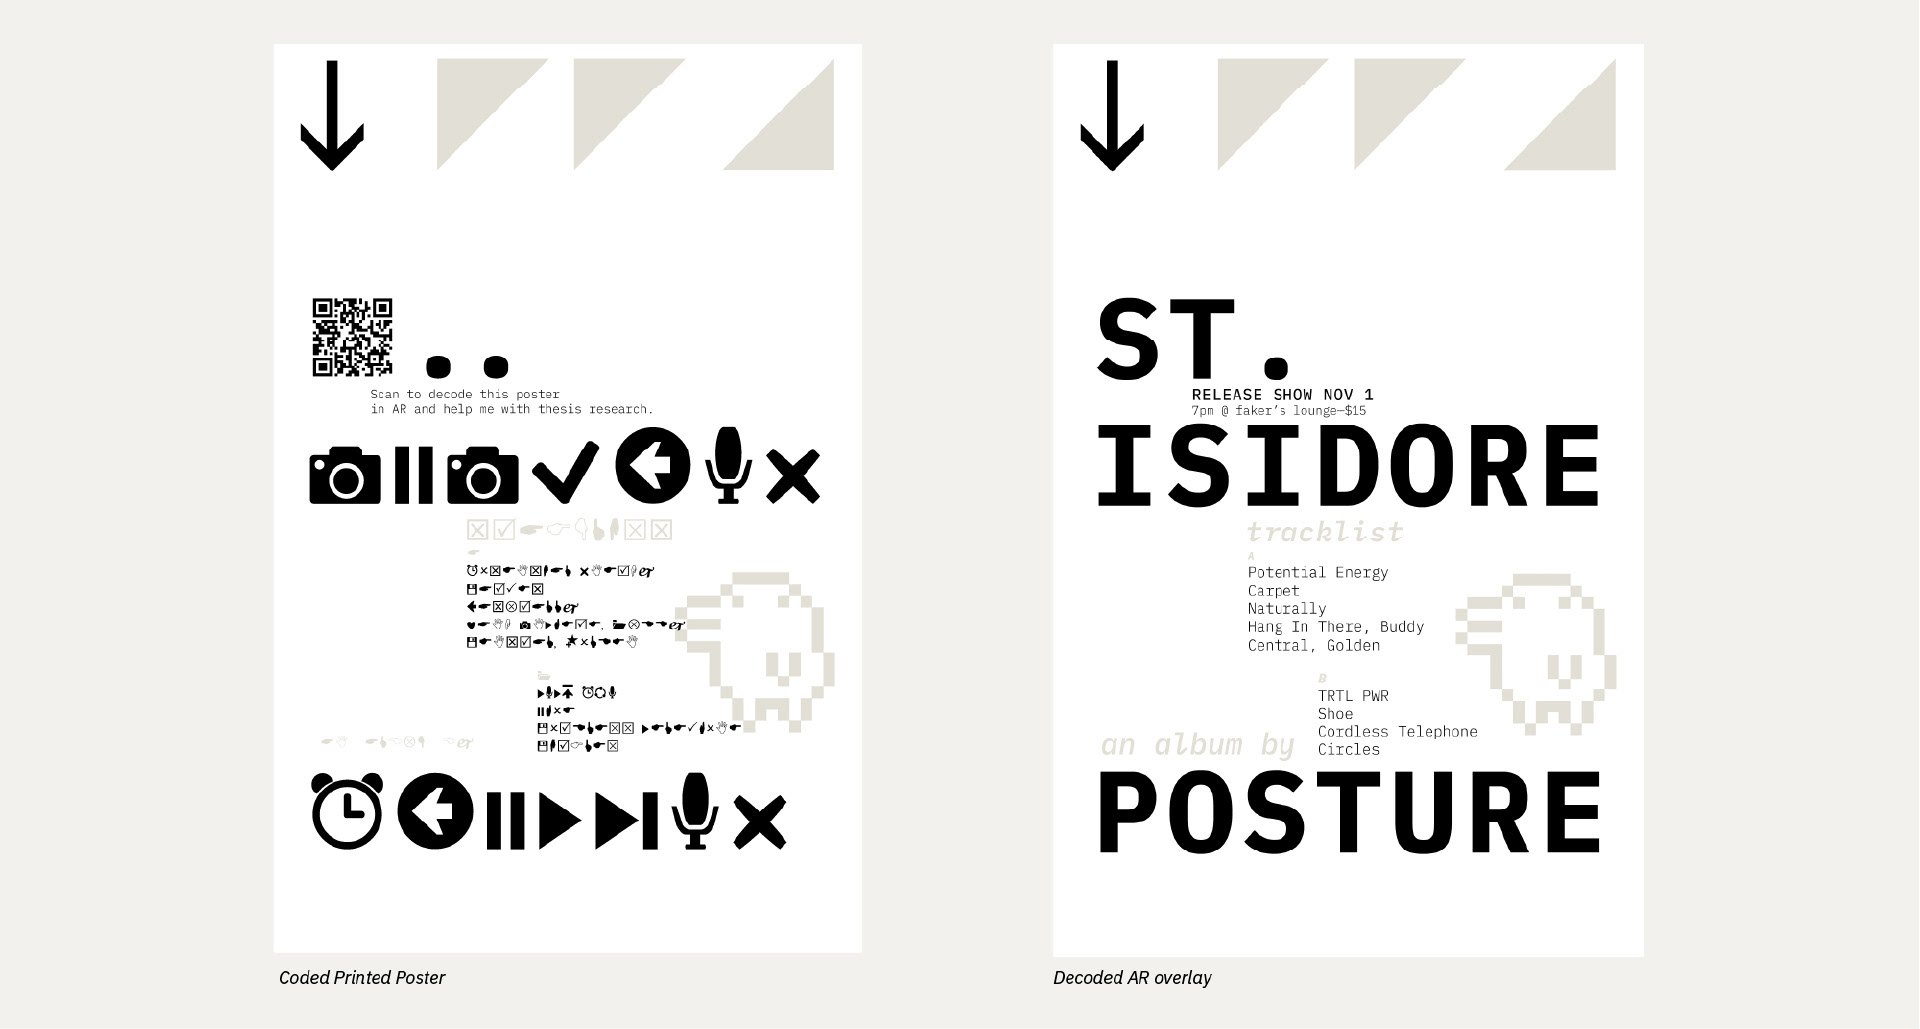 Scan to decode this poster
in AR and help me with thesis research.
Coded Printed Poster
ST.
RELEASE SHOW NOV 1
7pm @ faker's lounge—$15
ISIDORE
tracklist
A
Potential Energy
Carpet
Naturally
Hang In There, Buddy
Central, Golden
B
TRTL PWR
Shoe
Cordless Telephone
Circles
an album by
POSTURE
Decoded AR overlay